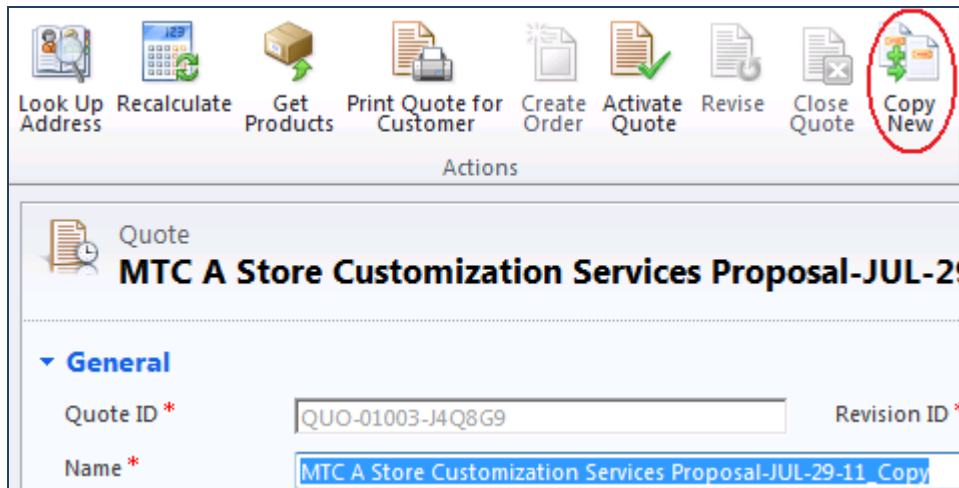 123
Look Up Address
Recalculate
Get Products
Print Quote for Customer
Create Order
Activate Quote
Revise
Close Quote
Copy New
Actions
Quote
MTC A Store Customization Services Proposal-JUL-29
General
Quote ID *
QUO-01003-J4Q8G9
Revision ID *
Name *
MTC A Store Customization Services Proposal-JUL-29-11_Copy